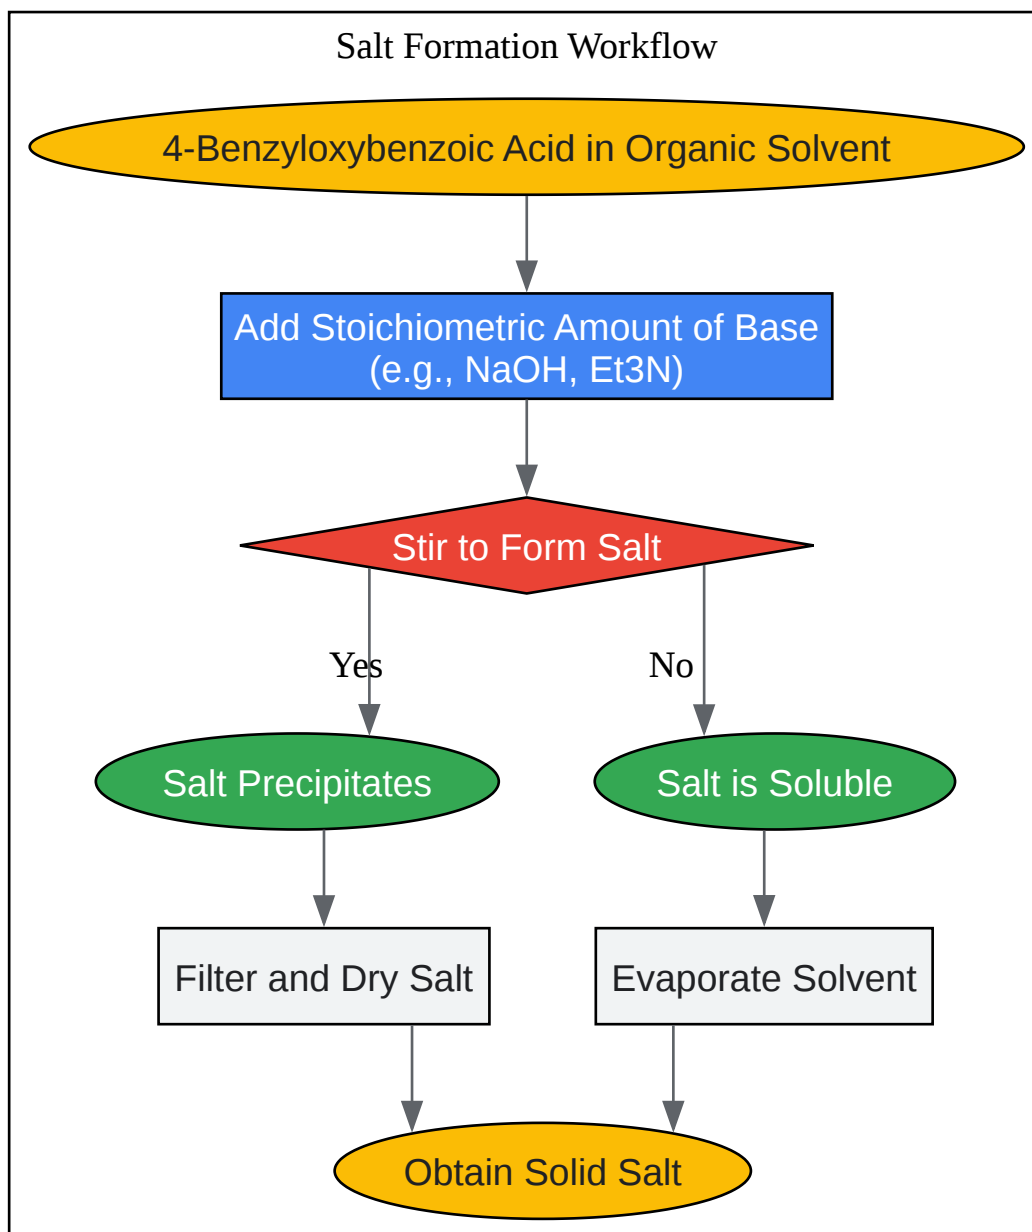 Salt Formation Workflow
4-Benzyloxybenzoic Acid in Organic Solvent
Add Stoichiometric Amount of Base
(e.g., NaOH, Et3N)
Stir to Form Salt
Yes
No
Salt Precipitates
Salt is Soluble
Filter and Dry Salt
Evaporate Solvent
Obtain Solid Salt